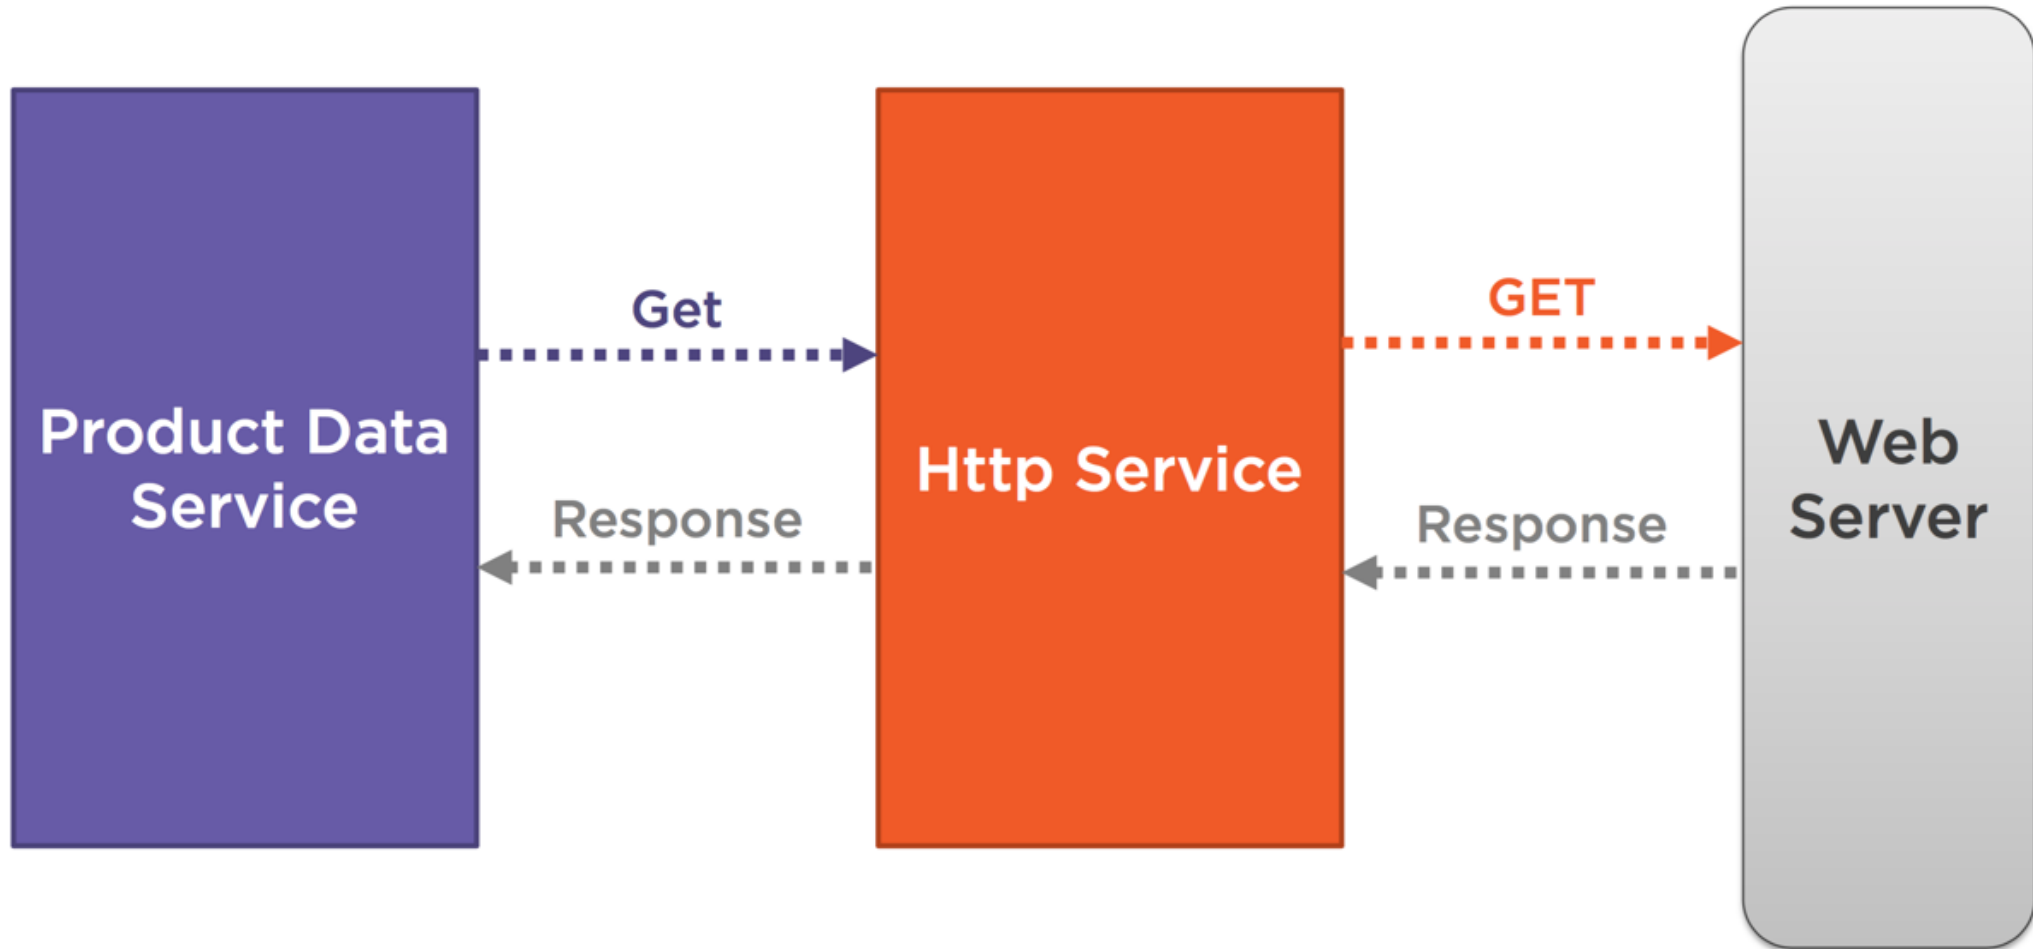 Product Data
Service
Get
Response
Http Service
GET
Response
Web
Server